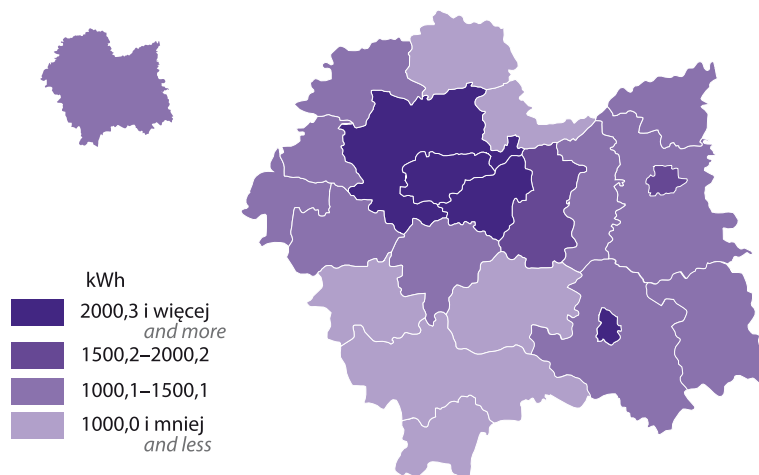 kWh
2000,3 i więcej
and more
1500,2–2000,2
1000,1–1500,1
1000,0 i mniej
and less